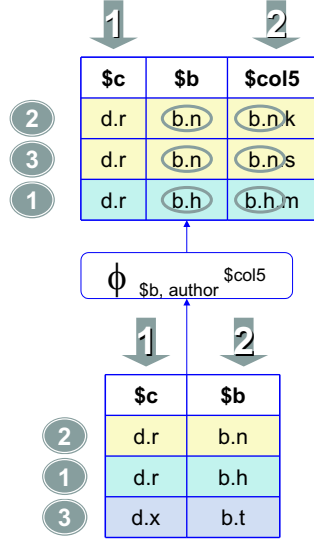 1 2
$c $b $col5
2 d.r b.n b.n.k
3 d.r b.n b.n.s
1 d.r b.h b.h.m
ϕ $b, author $col5
1 2
$c $b
2 d.r b.n
1 d.r b.h
3 d.x b.t